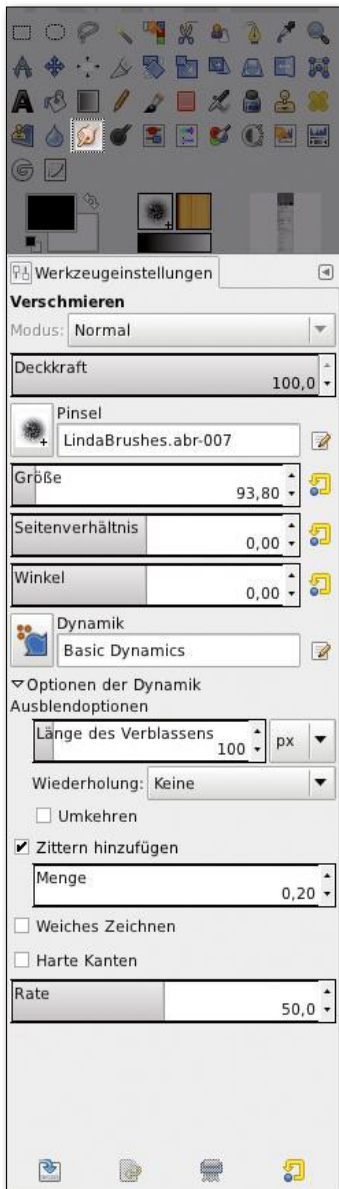 Werkzeugeinstellungen
Verschmieren
Modus: Normal
Deckkraft
100,0
Pinsel
LindaBrushes.abr-007
Größe
93,80
Seitenverhältnis
0,00
Winkel
0,00
Dynamik
Basic Dynamics
Optionen der Dynamik
Ausblendoptionen
Länge des Verblassens
100 px
Wiederholung: Keine
Umkehren
Zittern hinzufügen
Menge
0,20
Weiches Zeichnen
Harte Kanten
Rate
50,0